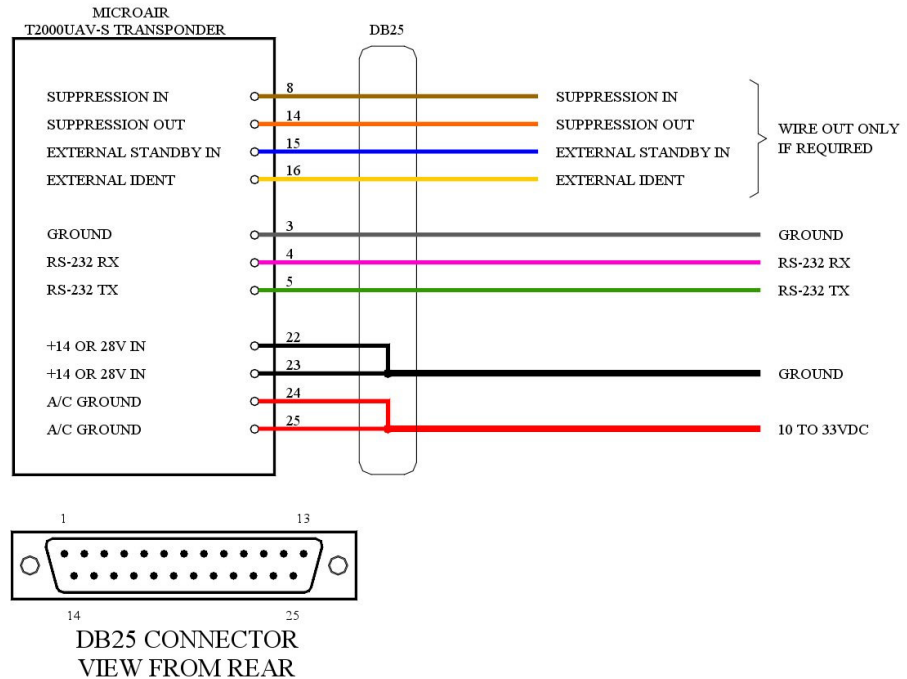 MICROAIR
T2000UAV-S TRANSPONDER
DB25
SUPPRESSION IN 8 SUPPRESSION IN
SUPPRESSION OUT 14 SUPPRESSION OUT
EXTERNAL STANDBY IN 15 EXTERNAL STANDBY IN
EXTERNAL IDENT 16 EXTERNAL IDENT
WIRE OUT ONLY
IF REQUIRED
GROUND 3 GROUND
RS-232 RX 4 RS-232 RX
RS-232 TX 5 RS-232 TX
+14 OR 28V IN 22
+14 OR 28V IN 23 GROUND
A/C GROUND 24
A/C GROUND 25 10 TO 33VDC
1 13
14 25
DB25 CONNECTOR
VIEW FROM REAR